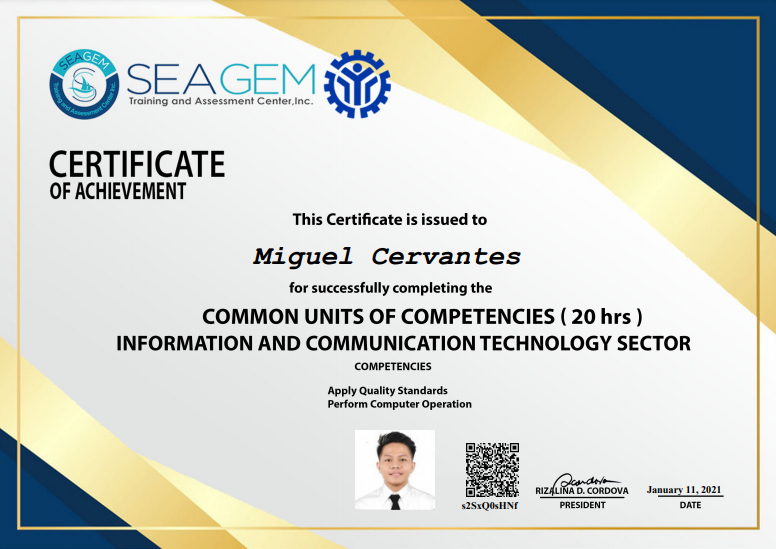 SEAGEM
Training and Assessment Center Inc.
SEAGEM
Training and Assessment Center,Inc.
CERTIFICATE
OF ACHIEVEMENT
This Certificate is issued to
Miguel Cervantes
for successfully completing the
COMMON UNITS OF COMPETENCIES ( 20 hrs )
INFORMATION AND COMMUNICATION TECHNOLOGY SECTOR
COMPETENCIES
Apply Quality Standards
Perform Computer Operation
s2SxQ0sHNf
RIZALINA D. CORDOVA
PRESIDENT
January 11, 2021
DATE